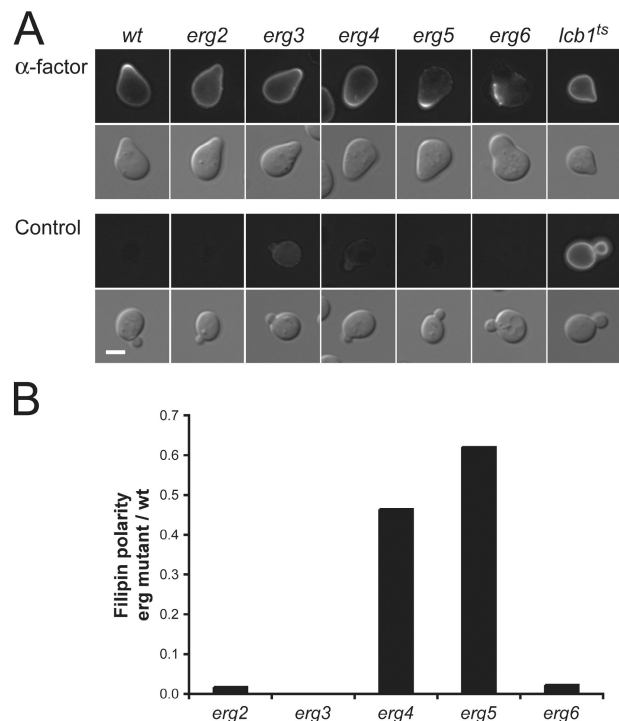 A
wt erg2 erg3 erg4 erg5 erg6 lcb1ts
α-factor
Control
B
Filipin polarity
erg mutant / wt
0.7
0.6
0.5
0.4
0.3
0.2
0.1
0.0
erg2 erg3 erg4 erg5 erg6